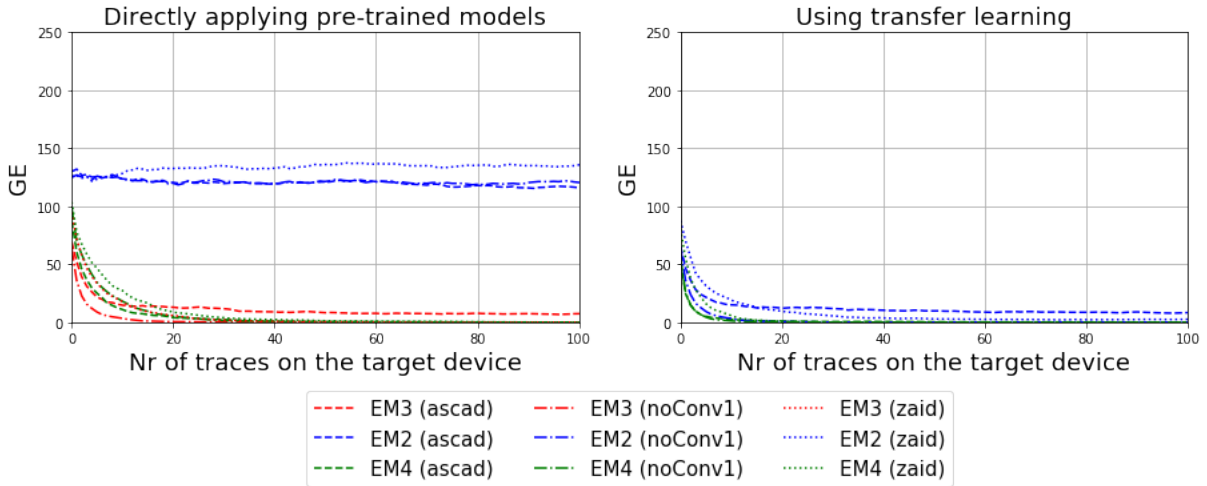 Directly applying pre-trained models
Using transfer learning
250
200
150
100
50
0
GE
0 20 40 60 80 100
Nr of traces on the target device
250
200
150
100
50
0
GE
0 20 40 60 80 100
Nr of traces on the target device
EM3 (ascad) EM3 (noConv1) EM3 (zaid)
EM2 (ascad) EM2 (noConv1) EM2 (zaid)
EM4 (ascad) EM4 (noConv1) EM4 (zaid)